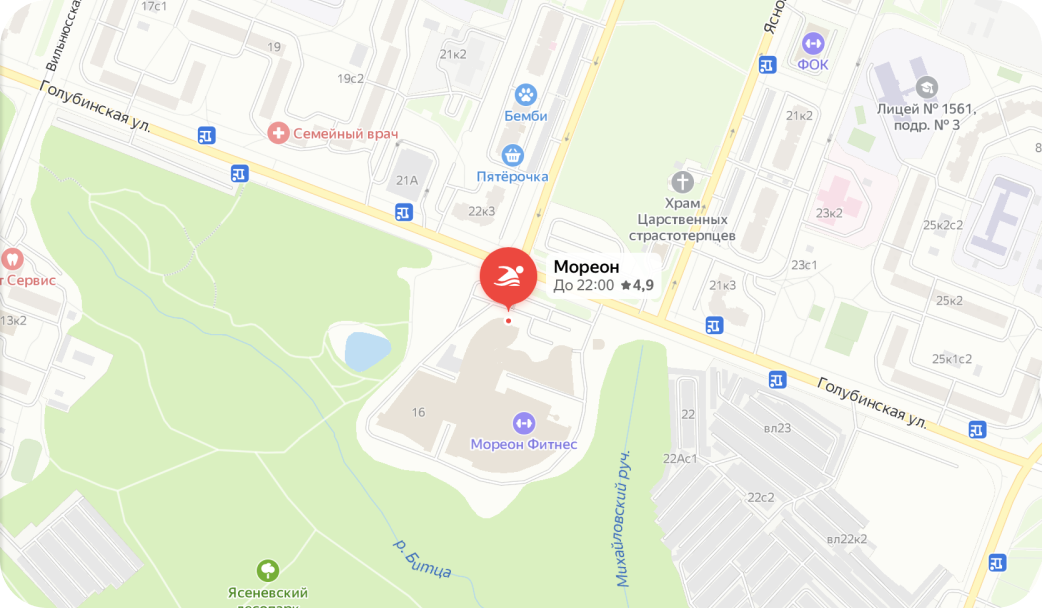 17с1
Вильнюсская
Ясно
19
21к2
ФОК
19с2
Голубинская ул.
Бемби
Лицей № 1561,
подр. № 3
21к2
Семейный врач
8
21А
Пятёрочка
22к3
Храм
Царственных
страстотерпцев
23к2
25к2с2
т Сервис
Мореон
До 22:00 ★4,9
23с1
21к3
25к2
13к2
25к1с2
16
Мореон Фитнес
22
вл23
Голубинская ул.
22Ас1
22с2
вл22к2
Михайловский руч.
р. Битца
Ясеневский
лесопарк